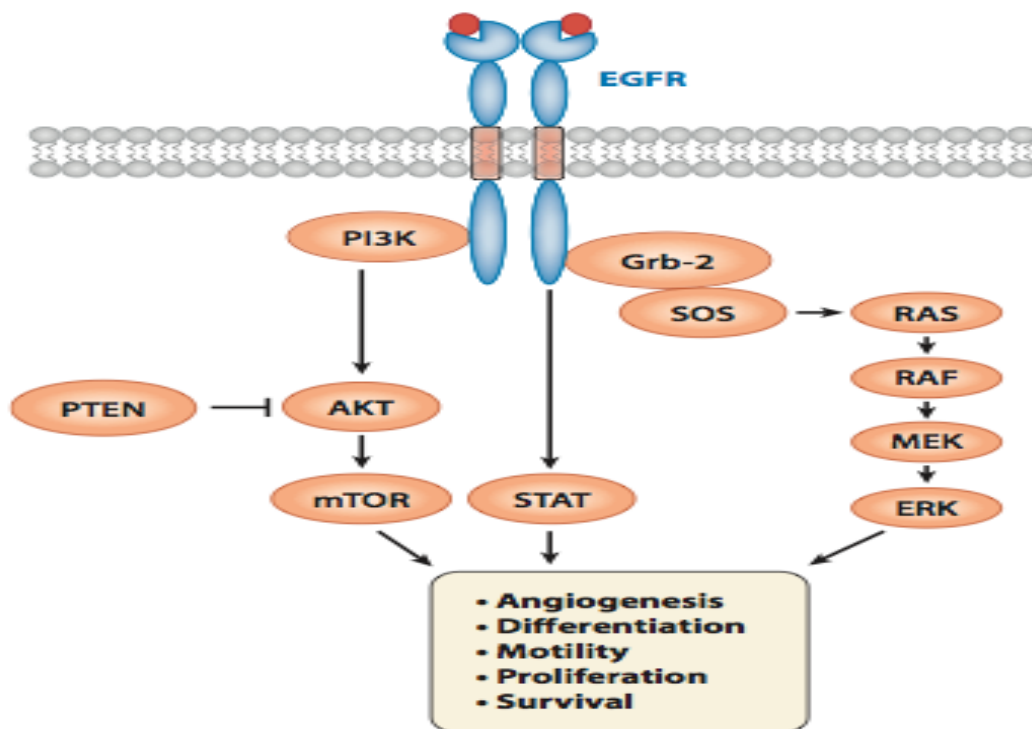 EGFR
PI3K
Grb-2
SOS
RAS
RAF
PTEN
AKT
MEK
mTOR
STAT
ERK
• Angiogenesis
• Differentiation
• Motility
• Proliferation
• Survival